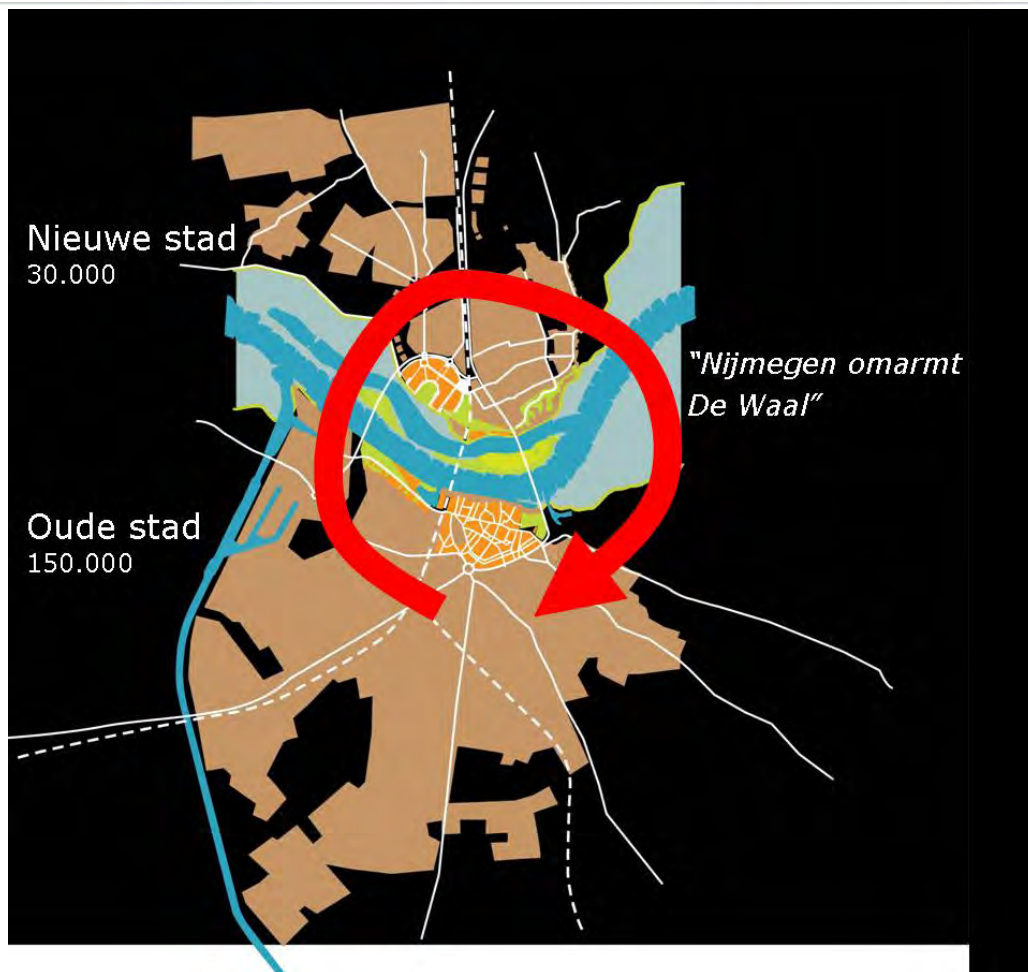 Nieuwe stad
30.000
"Nijmegen omarmt
De Waal"
Oude stad
150.000